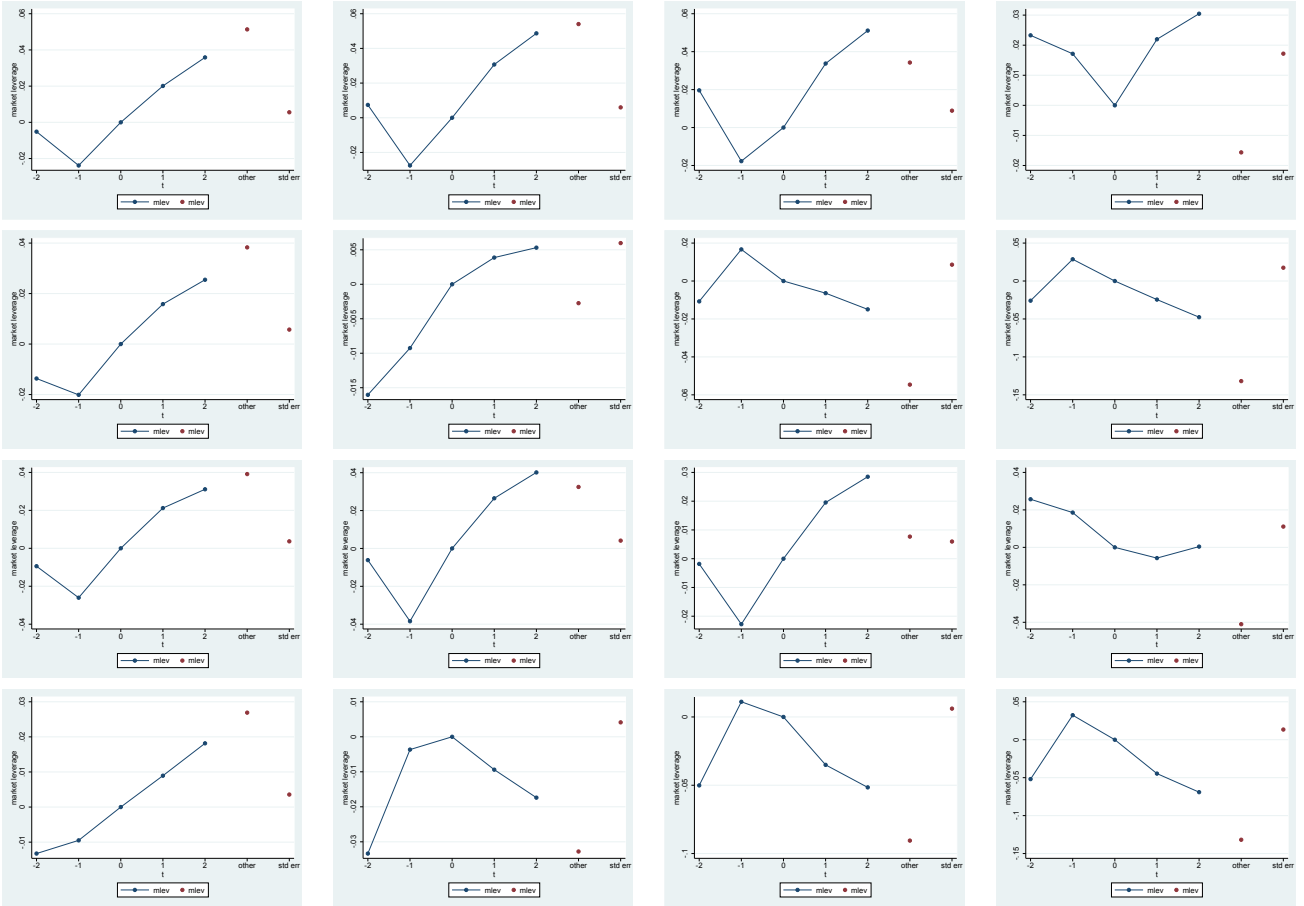 market leverage
-.02 0 .02 .04 .06
-2 -1 0 1 2 other std err
t
mlev mlev
market leverage
-.02 0 .02 .04 .06
-2 -1 0 1 2 other std err
t
mlev mlev
market leverage
-.02 0 .02 .04 .06
-2 -1 0 1 2 other std err
t
mlev mlev
market leverage
-.02 -.01 0 .01 .02 .03
-2 -1 0 1 2 other std err
t
mlev mlev
market leverage
-.02 0 .02 .04
-2 -1 0 1 2 other std err
t
mlev mlev
market leverage
-.015 -.01 -.005 0 .005
-2 -1 0 1 2 other std err
t
mlev mlev
market leverage
-.06 -.04 -.02 0 .02
-2 -1 0 1 2 other std err
t
mlev mlev
market leverage
-.15 -.1 -.05 0 .05
-2 -1 0 1 2 other std err
t
mlev mlev
market leverage
-.04 -.02 0 .02 .04
-2 -1 0 1 2 other std err
t
mlev mlev
market leverage
-.04 -.02 0 .02 .04
-2 -1 0 1 2 other std err
t
mlev mlev
market leverage
-.02 -.01 0 .01 .02 .03
-2 -1 0 1 2 other std err
t
mlev mlev
market leverage
-.04 -.02 0 .02 .04
-2 -1 0 1 2 other std err
t
mlev mlev
market leverage
-.01 0 .01 .02 .03
-2 -1 0 1 2 other std err
t
mlev mlev
market leverage
-.03 -.02 -.01 0 .01
-2 -1 0 1 2 other std err
t
mlev mlev
market leverage
-.1 -.05 0
-2 -1 0 1 2 other std err
t
mlev mlev
market leverage
-.15 -.1 -.05 0 .05
-2 -1 0 1 2 other std err
t
mlev mlev